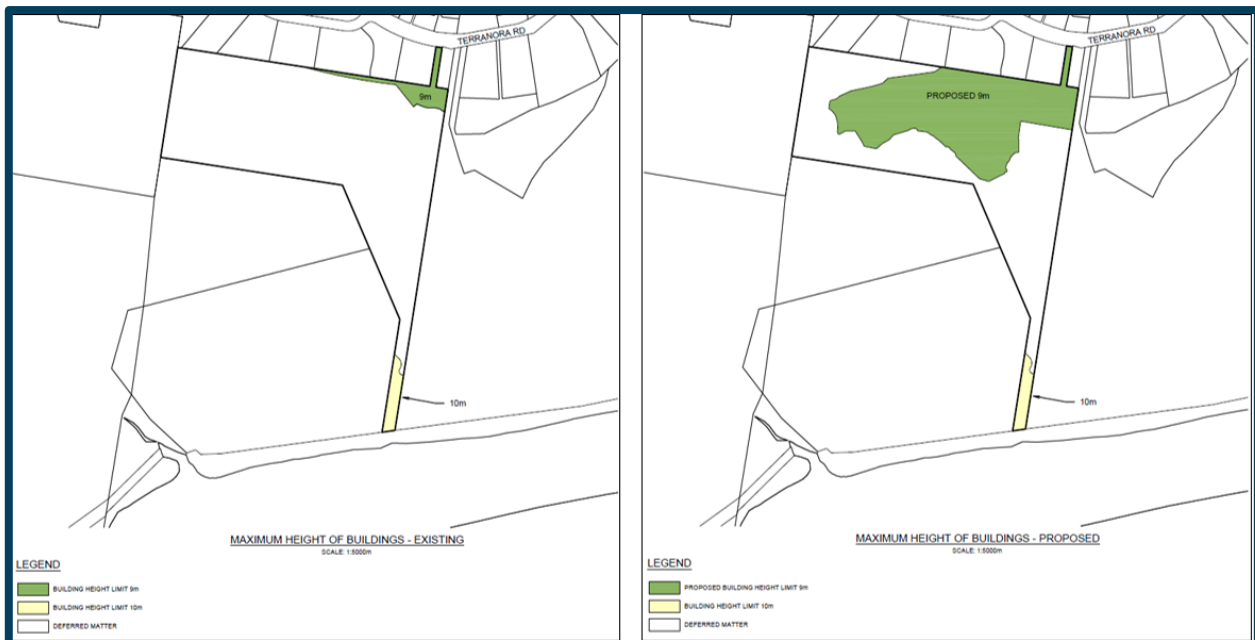 TERRANORA RD
9m
10m
MAXIMUM HEIGHT OF BUILDINGS - EXISTING
SCALE: 1:5000m
LEGEND
BUILDING HEIGHT LIMIT 9m
BUILDING HEIGHT LIMIT 10m
DEFERRED MATTER
TERRANORA RD
PROPOSED 9m
10m
MAXIMUM HEIGHT OF BUILDINGS - PROPOSED
SCALE: 1:5000m
LEGEND
PROPOSED BUILDING HEIGHT LIMIT 9m
BUILDING HEIGHT LIMIT 10m
DEFERRED MATTER